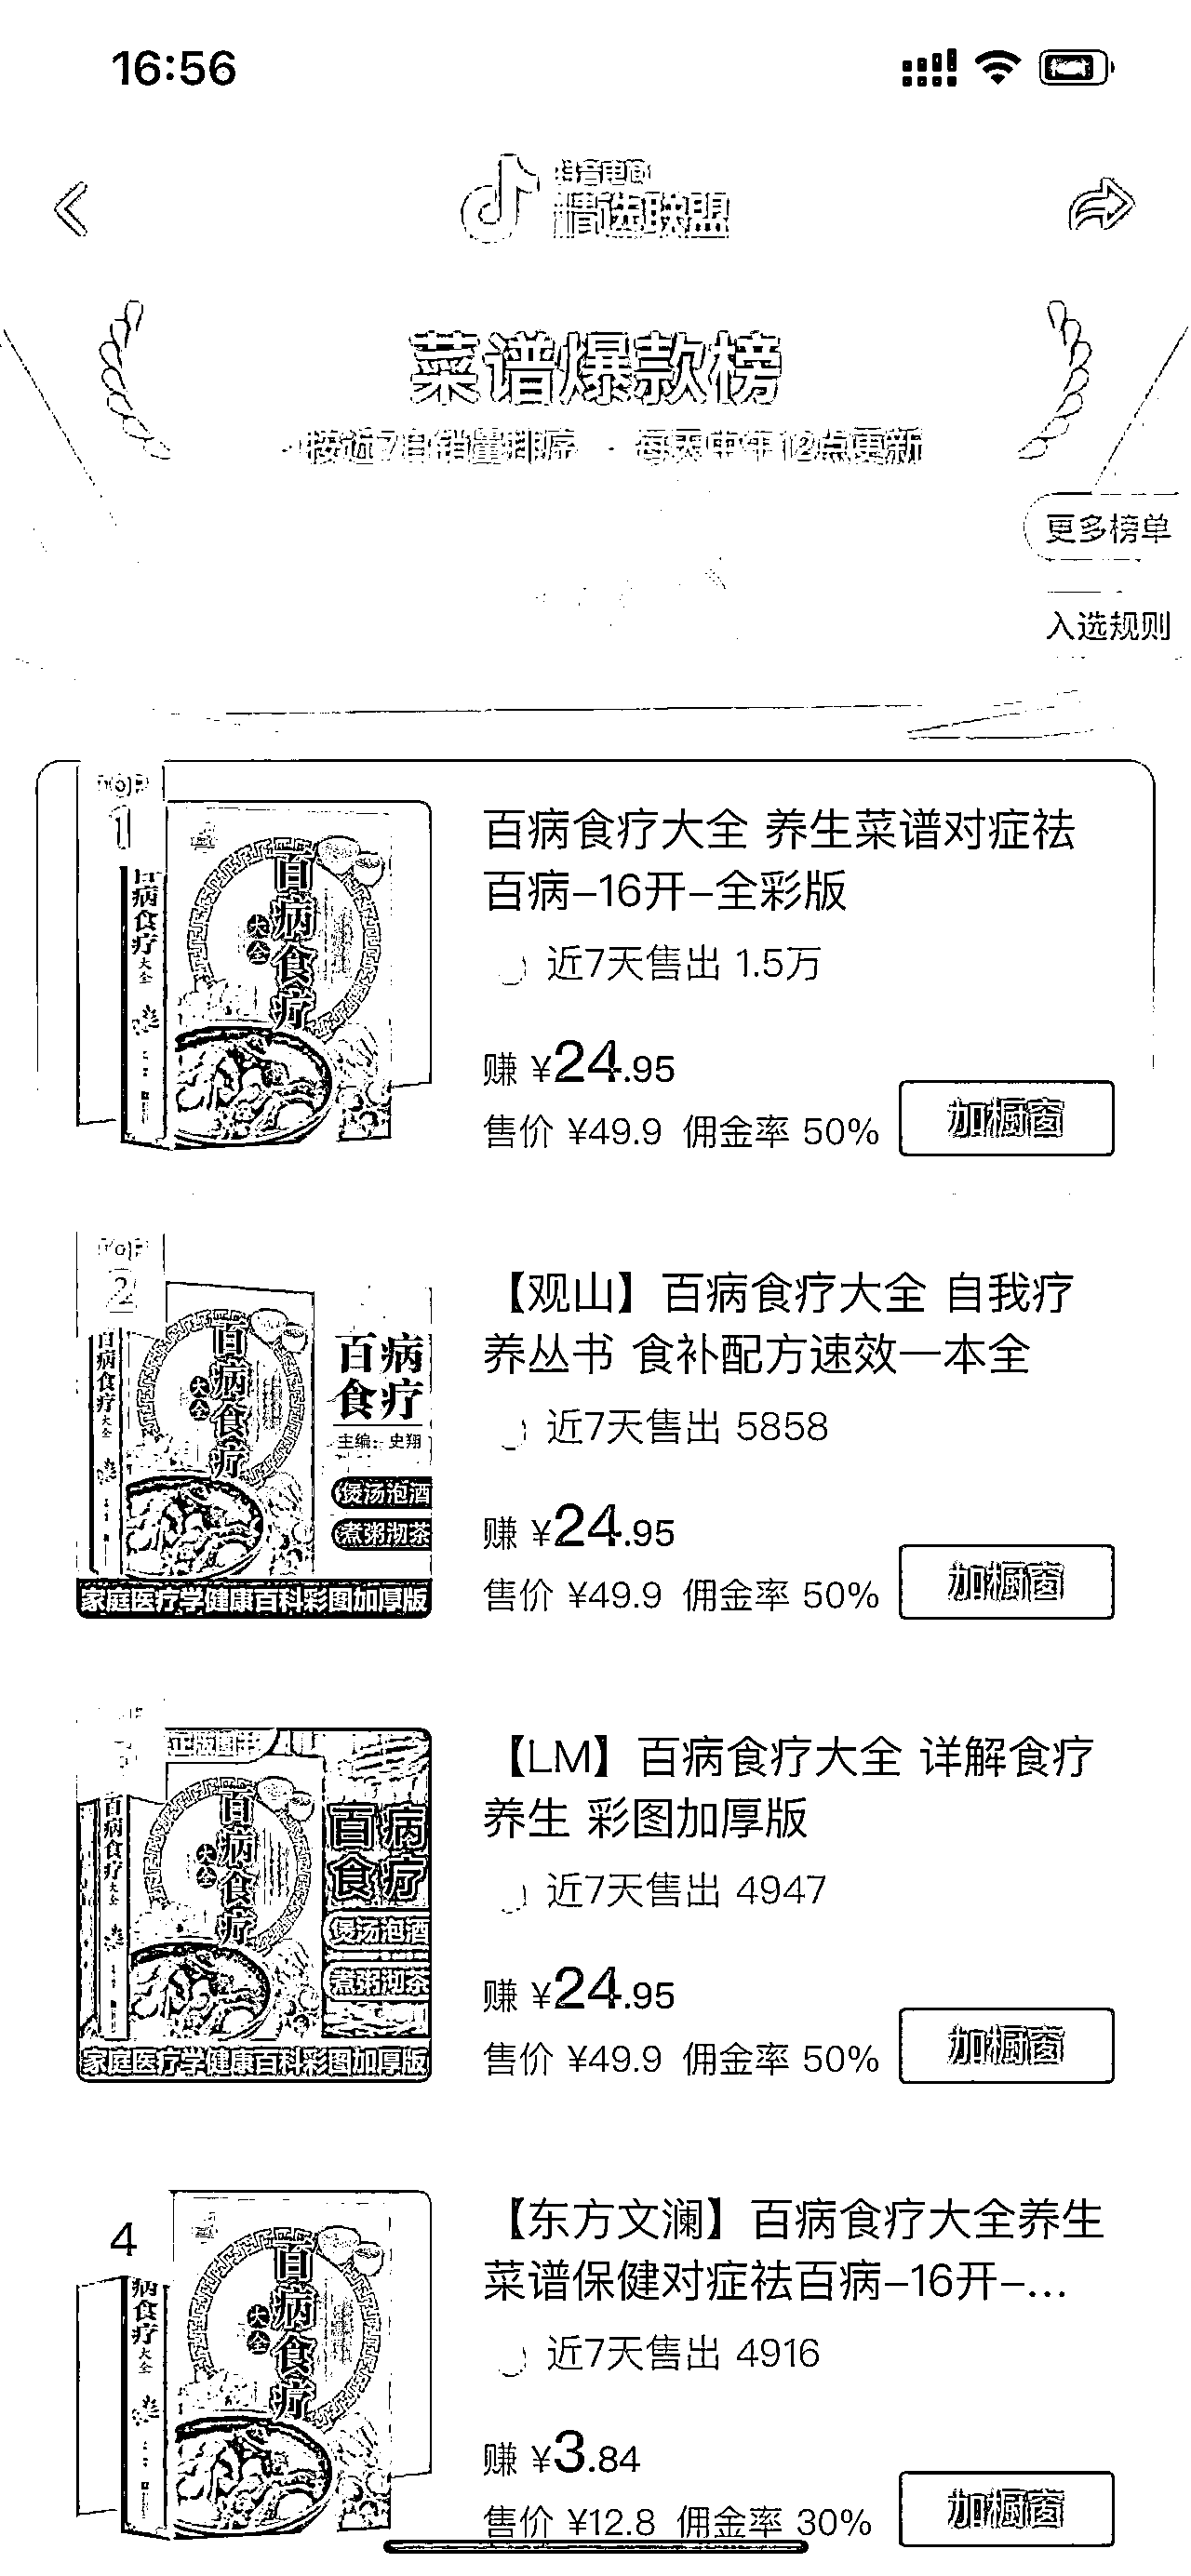 16:56
抖音电商
精选联盟
菜谱爆款榜
按近7日销量排序 · 每天中午12点更新
更多榜单
入选规则
TOP
1
百病食疗大全
百病食疗
大全
百病食疗大全 养生菜谱对症祛
百病-16开-全彩版
近7天售出 1.5万
赚 ¥24.95
售价 ¥49.9 佣金率 50%
加橱窗
TOP
2
百病食疗大全
百病食疗
大全
百病
食疗
主编：史翔
煲汤泡酒
煮粥沏茶
家庭医疗学健康百科彩图加厚版
【观山】百病食疗大全 自我疗
养丛书 食补配方速效一本全
近7天售出 5858
赚 ¥24.95
售价 ¥49.9 佣金率 50%
加橱窗
正版图书
百病食疗大全
百病食疗
大全
百病
食疗
煲汤泡酒
煮粥沏茶
家庭医疗学健康百科彩图加厚版
【LM】百病食疗大全 详解食疗
养生 彩图加厚版
近7天售出 4947
赚 ¥24.95
售价 ¥49.9 佣金率 50%
加橱窗
4
病食疗大全
百病食疗
大全
【东方文澜】百病食疗大全养生
菜谱保健对症祛百病-16开-...
近7天售出 4916
赚 ¥3.84
售价 ¥12.8 佣金率 30%
加橱窗